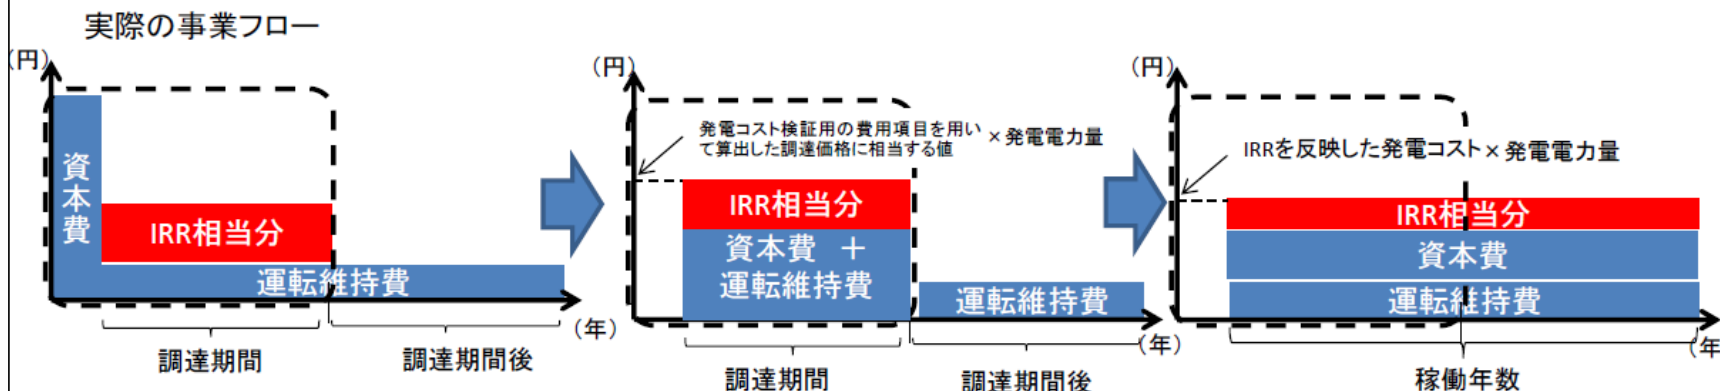 実際の事業フロー
（円）
資本費
IRR相当分
運転維持費
（年）
調達期間
調達期間後
（円）
発電コスト検証用の費用項目を用い
て算出した調達価格に相当する値
×発電電力量
IRR相当分
資本費　＋
運転維持費
運転維持費
（年）
調達期間
調達期間後
（円）
IRRを反映した発電コスト×発電電力量
IRR相当分
資本費
運転維持費
（年
稼働年数